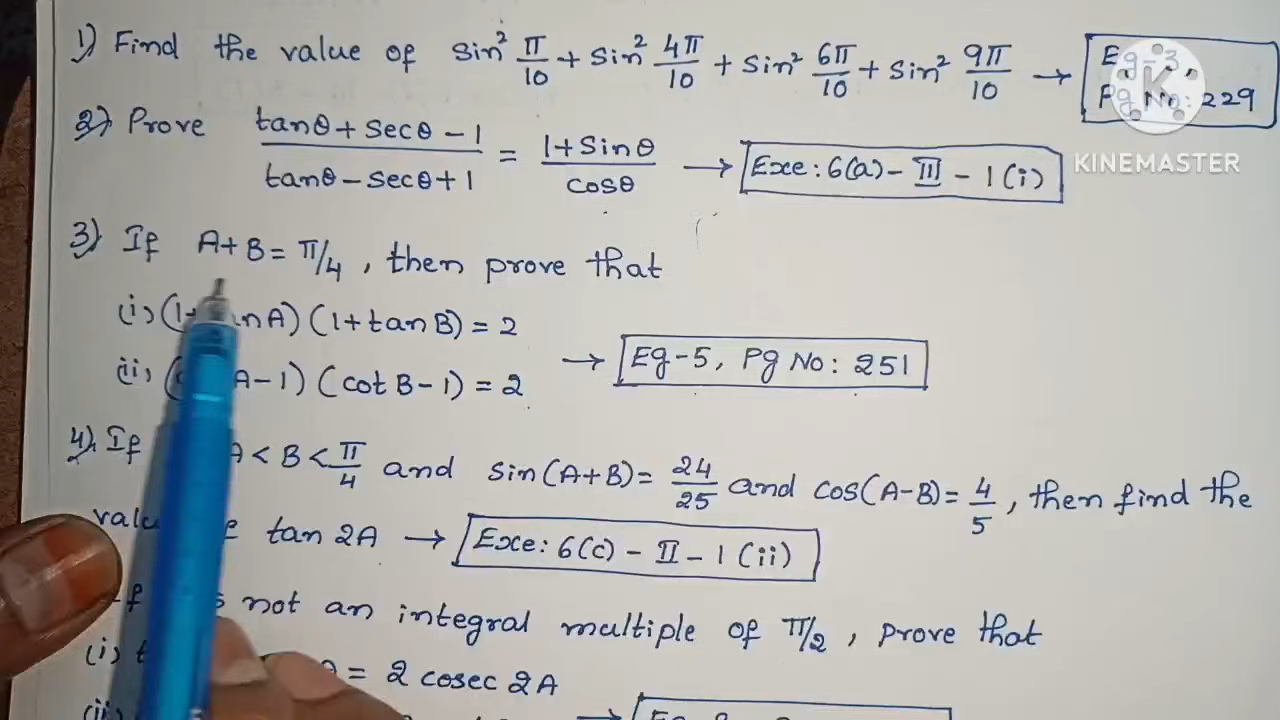 1) Find the value of Sin² π/10 + Sin² 4π/10 + Sin² 6π/10 + Sin² 9π/10 → Eg-3, Pg No: 229
KINEMASTER
2) Prove (tanθ + Secθ - 1)/(tanθ - Secθ + 1) = (1 + Sinθ)/cosθ → Exe: 6(a) - III - 1(i)
3) If A+B = π/4, then prove that
(i) (1+ A) (1+tan B) = 2
(ii) ( A-1) (cot B-1) = 2 → Eg-5, Pg No: 251
4) If A < B < π/4 and sin(A+B) = 24/25 and cos(A-B) = 4/5, then find the
tan 2A → Exe: 6(c) - II - 1(ii)
not an integral multiple of π/2, prove that
(i) A = 2 cosec 2A
(ii) →